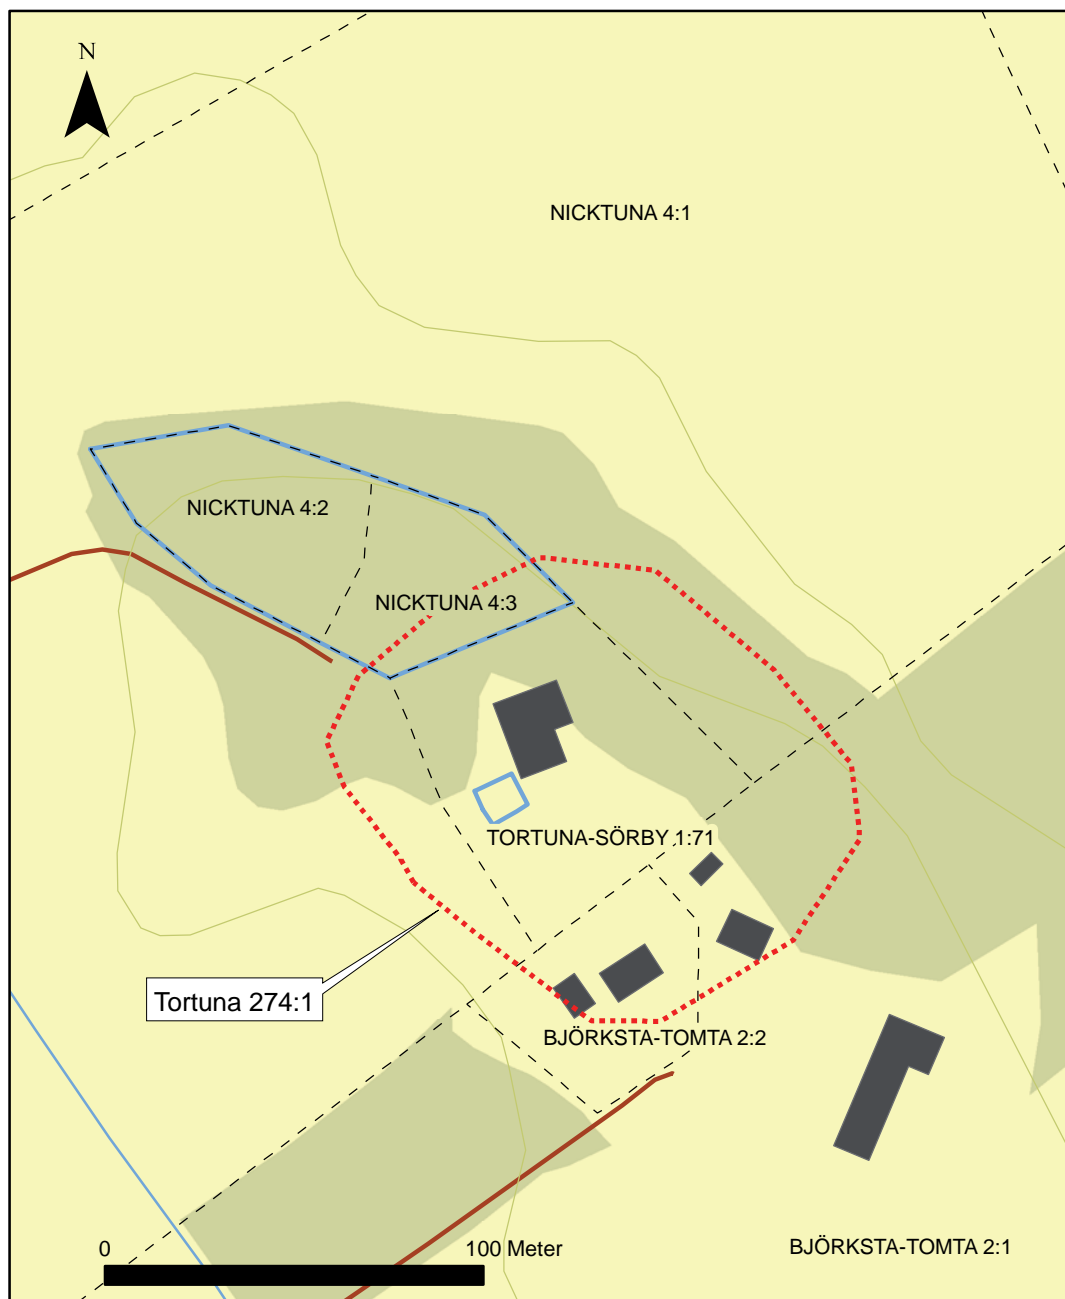 N
NICKTUNA 4:1
NICKTUNA 4:2
NICKTUNA 4:3
TORTUNA-SÖRBY 1:71
Tortuna 274:1
BJÖRKSTA-TOMTA 2:2
0 100 Meter
BJÖRKSTA-TOMTA 2:1